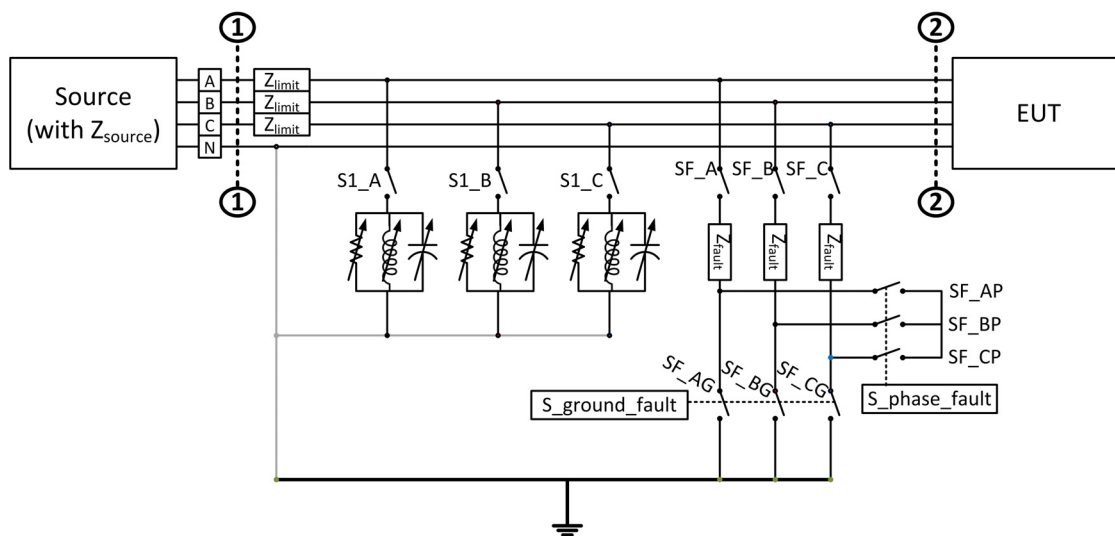 1
2
Source
(with Zsource)
A
B
C
N
Zlimit
Zlimit
Zlimit
EUT
1
2
S1_A
S1_B
S1_C
SF_A
SF_B
SF_C
Zfault
Zfault
Zfault
SF_AP
SF_BP
SF_CP
SF_AG
SF_BG
SF_CG
S_ground_fault
S_phase_fault